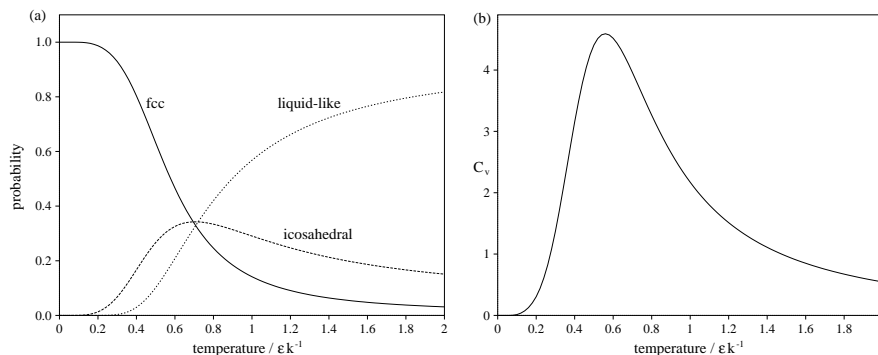 (a)
1.0
0.8
0.6
0.4
0.2
0.0
probability
fcc
liquid-like
icosahedral
0 0.2 0.4 0.6 0.8 1 1.2 1.4 1.6 1.8 2
temperature / εk⁻¹
(b)
4
3
2
1
0
Cᵥ
0 0.2 0.4 0.6 0.8 1 1.2 1.4 1.6 1.8
temperature / εk⁻¹